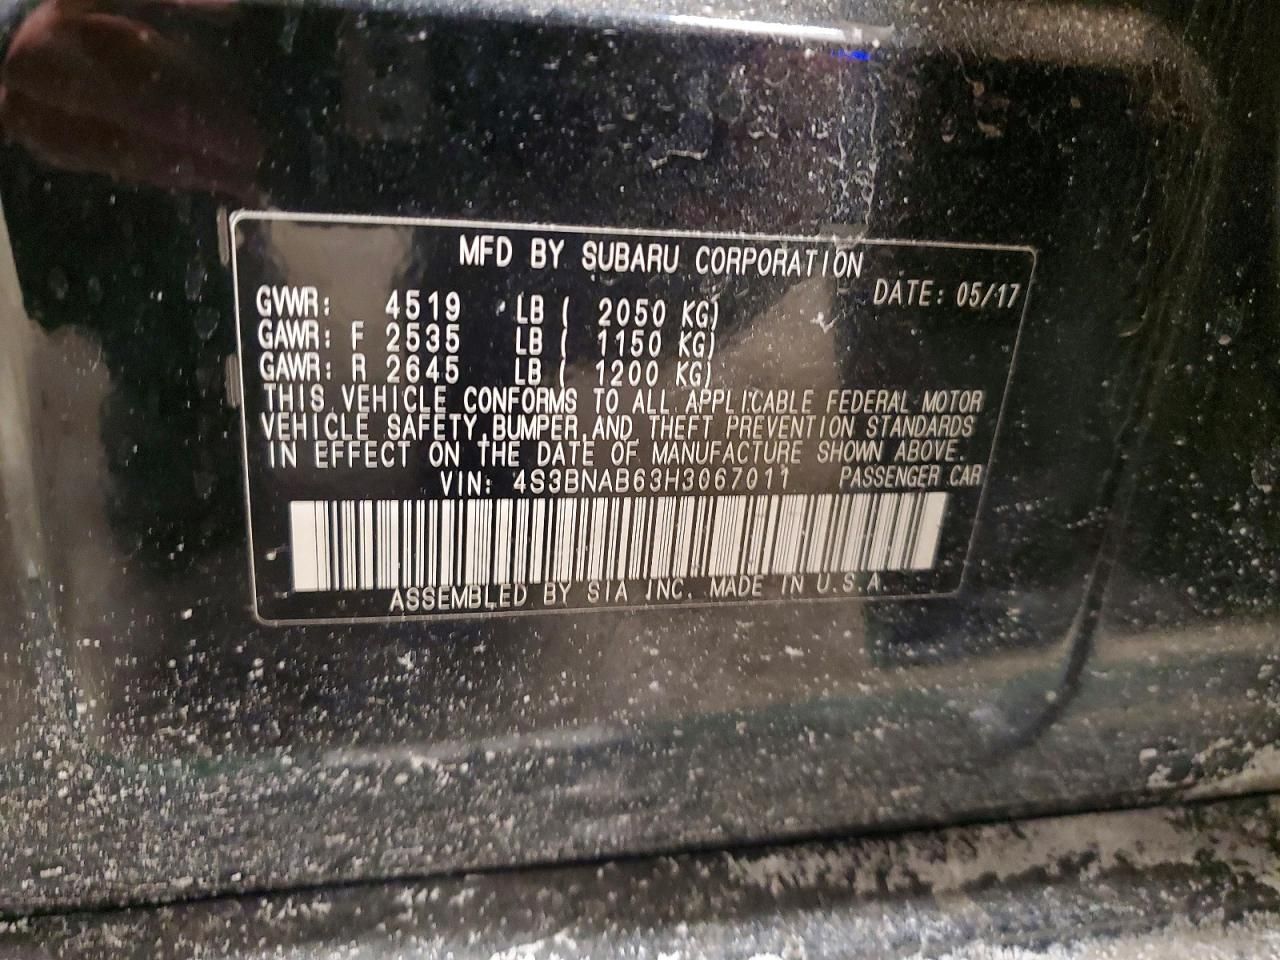 MFD BY SUBARU CORPORATION
DATE: 05/17
GVWR: 4519 LB ( 2050 KG)
GAWR: F 2535 LB ( 1150 KG)
GAWR: R 2645 LB ( 1200 KG)
THIS VEHICLE CONFORMS TO ALL APPLICABLE FEDERAL MOTOR
VEHICLE SAFETY, BUMPER, AND THEFT PREVENTION STANDARDS
IN EFFECT ON THE DATE OF MANUFACTURE SHOWN ABOVE.
VIN: 4S3BNAB63H3067011 PASSENGER CAR
ASSEMBLED BY SIA INC. MADE IN U.S.A.